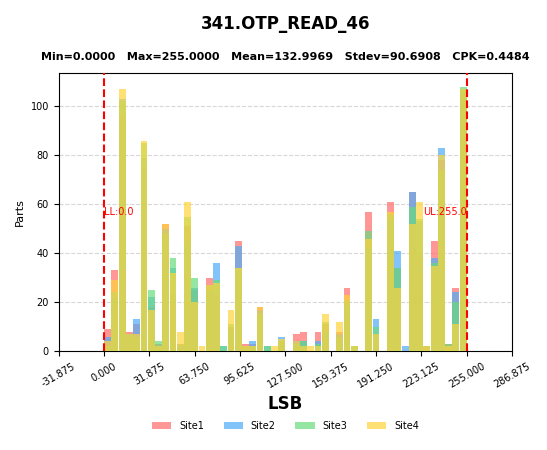 341.OTP_READ_46
Min=0.0000 Max=255.0000 Mean=132.9969 Stdev=90.6908 CPK=0.4484
Parts
100
80
60
40
20
0
LL:0.0
UL:255.0
-31.875 0.000 31.875 63.750 95.625 127.500 159.375 191.250 223.125 255.000 286.875
LSB
Site1 Site2 Site3 Site4